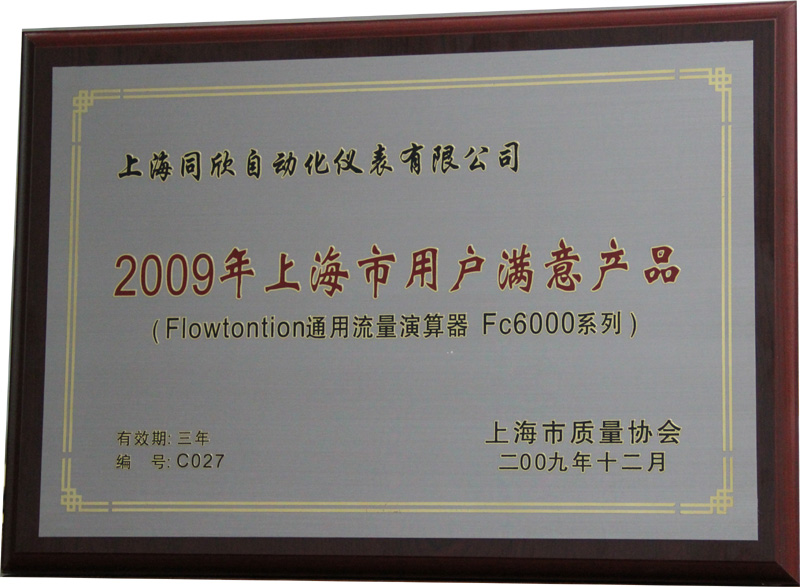 上海同欣自动化仪表有限公司
2009年上海市用户满意产品
(Flowtontion通用流量演算器 Fc6000系列)
有效期: 三年
编 号: C027
上海市质量协会
二00九年十二月